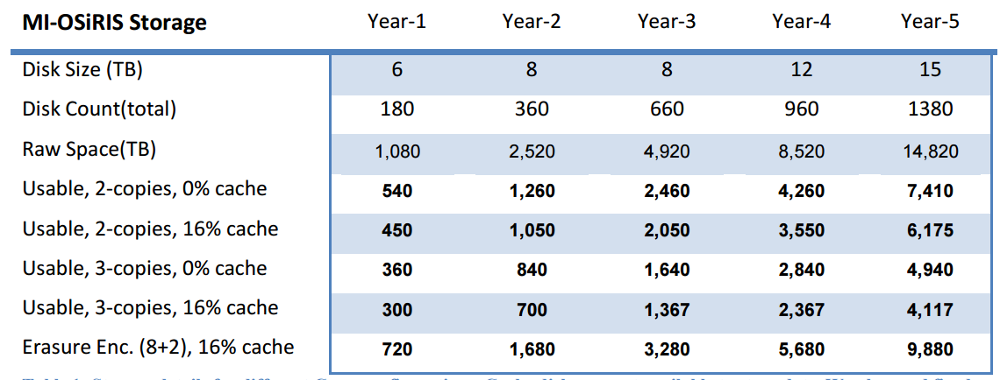 MI-OSiRIS Storage Year-1 Year-2 Year-3 Year-4 Year-5
Disk Size (TB) 6 8 8 12 15
Disk Count(total) 180 360 660 960 1380
Raw Space(TB) 1,080 2,520 4,920 8,520 14,820
Usable, 2-copies, 0% cache 540 1,260 2,460 4,260 7,410
Usable, 2-copies, 16% cache 450 1,050 2,050 3,550 6,175
Usable, 3-copies, 0% cache 360 840 1,640 2,840 4,940
Usable, 3-copies, 16% cache 300 700 1,367 2,367 4,117
Erasure Enc. (8+2), 16% cache 720 1,680 3,280 5,680 9,880